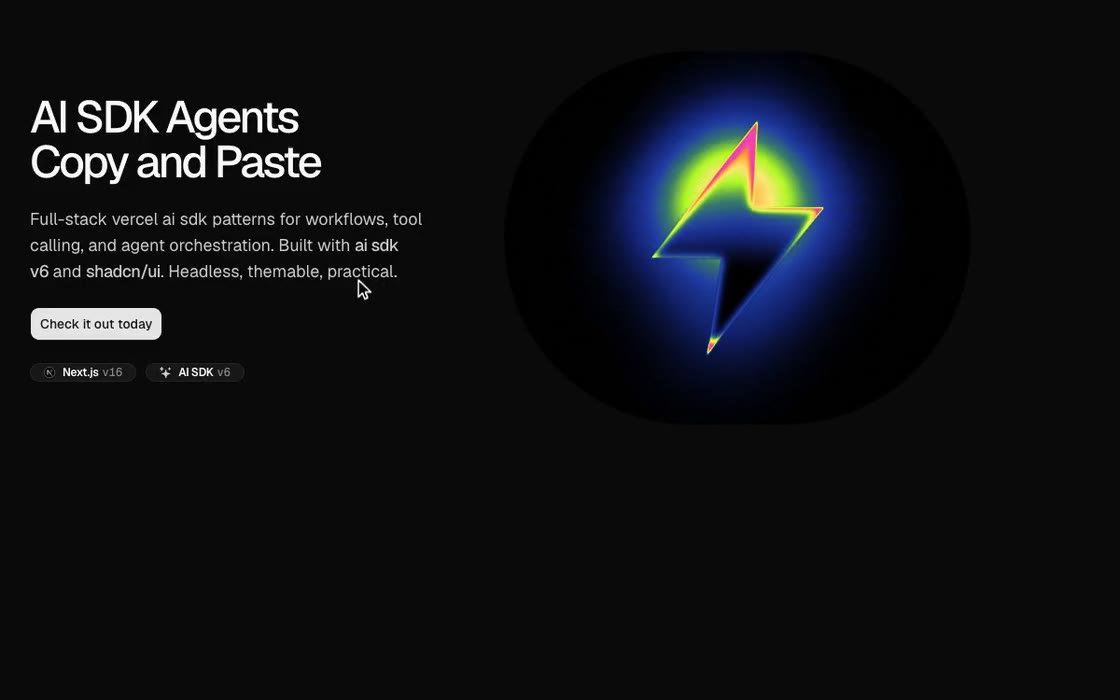 AI SDK Agents
Copy and Paste
Full-stack vercel ai sdk patterns for workflows, tool
calling, and agent orchestration. Built with ai sdk
v6 and shadcn/ui. Headless, themable, practical.
Check it out today
N Next.js v16
AI SDK v6